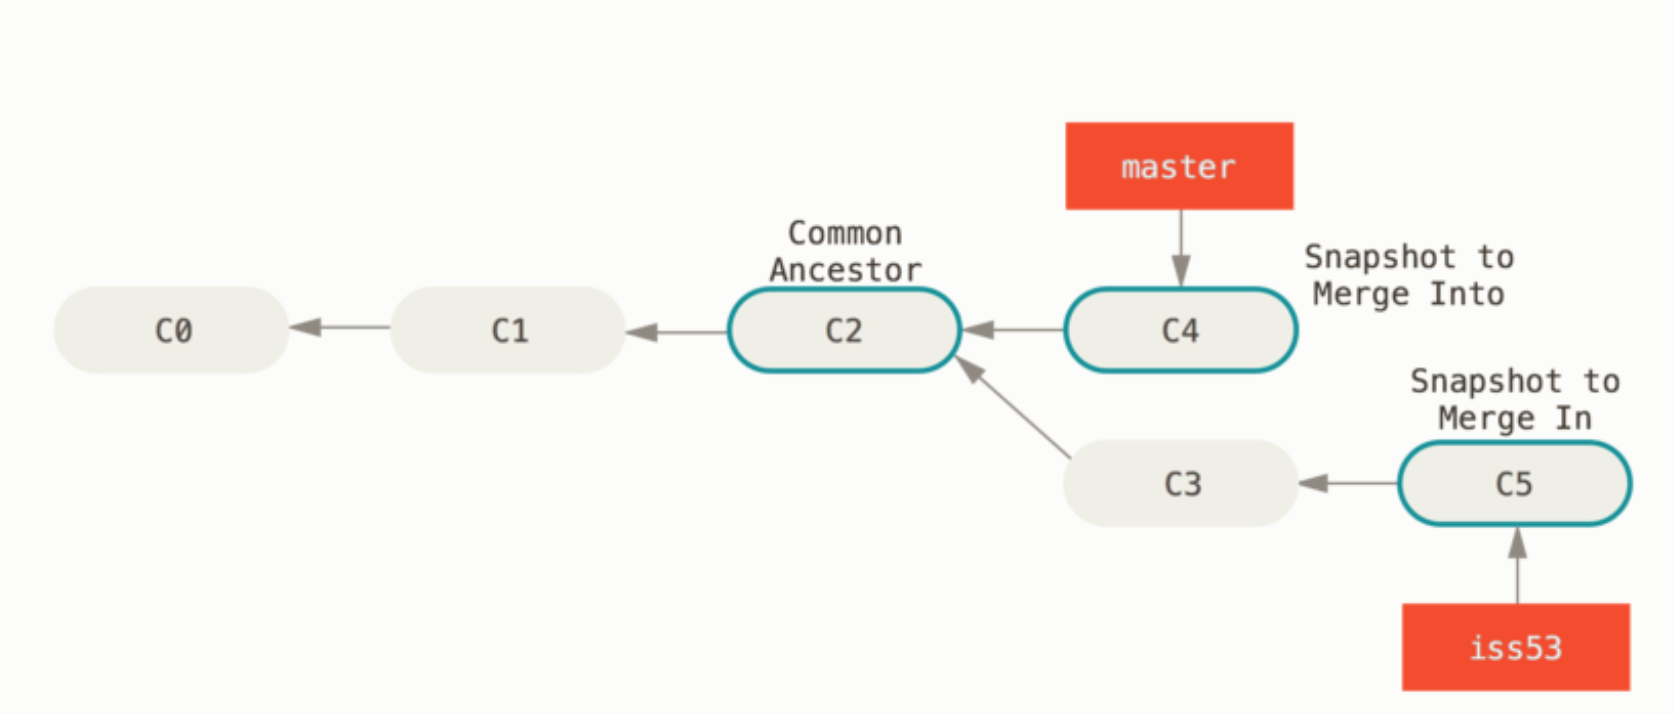 master
Common
Ancestor
Snapshot to
Merge Into
C0
C1
C2
C4
Snapshot to
Merge In
C3
C5
iss53